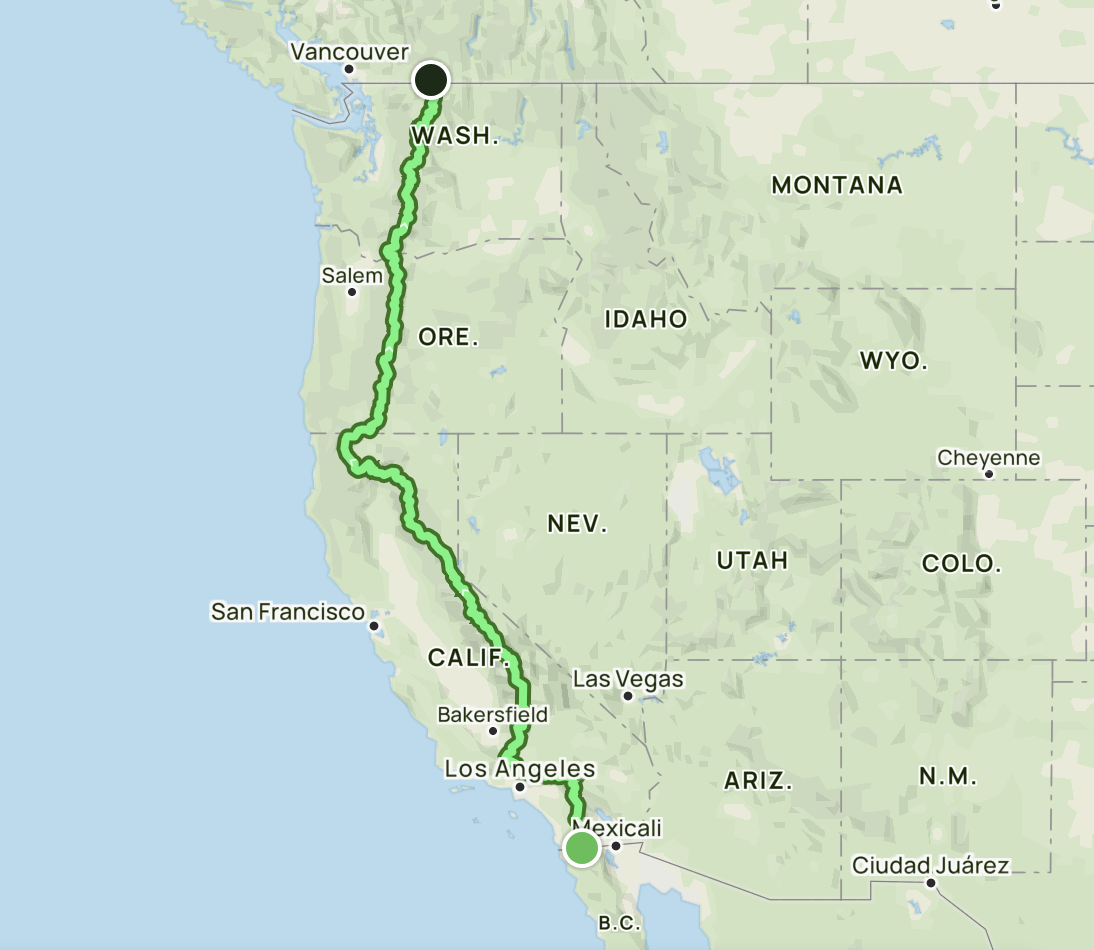 Vancouver
WASH.
MONTANA
Salem
IDAHO
ORE.
WYO.
Cheyenne
NEV.
UTAH
COLO.
San Francisco
CALIF.
Las Vegas
Bakersfield
Los Angeles
ARIZ.
N.M.
Mexicali
Ciudad Juárez
B.C.